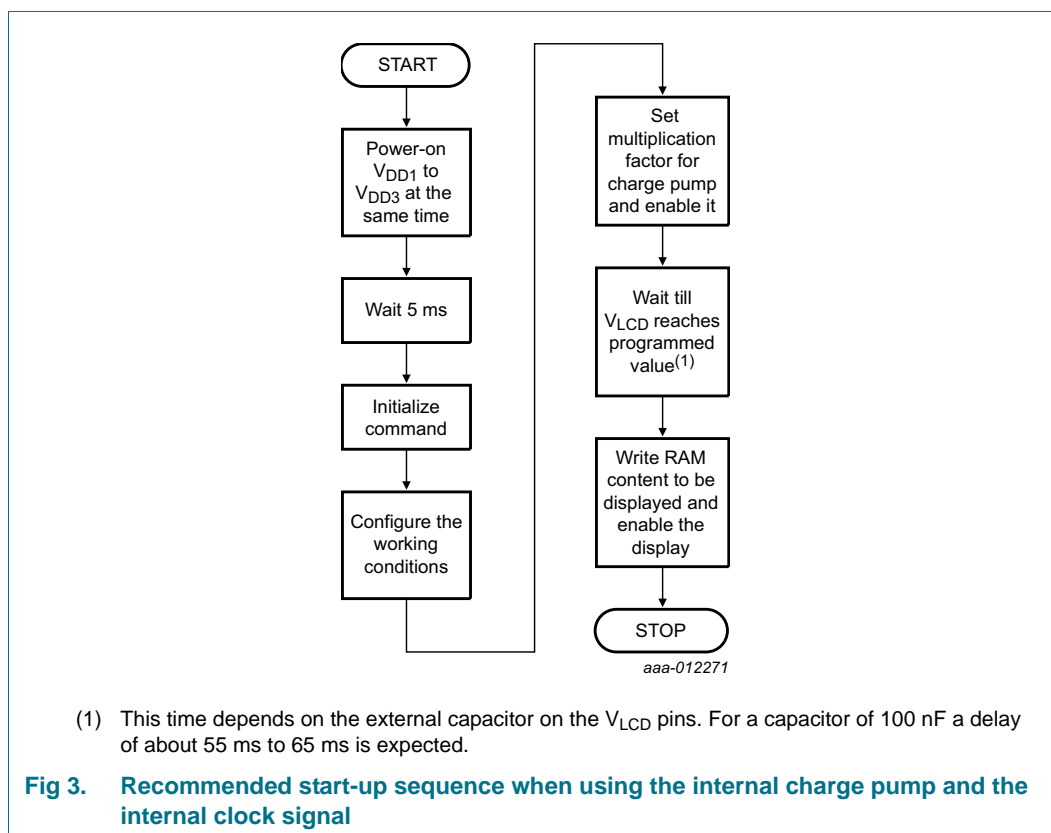 START
Power-on
VDD1 to
VDD3 at the
same time
Wait 5 ms
Initialize
command
Configure the
working
conditions
Set
multiplication
factor for
charge pump
and enable it
Wait till
VLCD reaches
programmed
value(1)
Write RAM
content to be
displayed and
enable the
display
STOP
aaa-012271
(1) This time depends on the external capacitor on the VLCD pins. For a capacitor of 100 nF a delay
of about 55 ms to 65 ms is expected.
Fig 3. Recommended start-up sequence when using the internal charge pump and the
internal clock signal